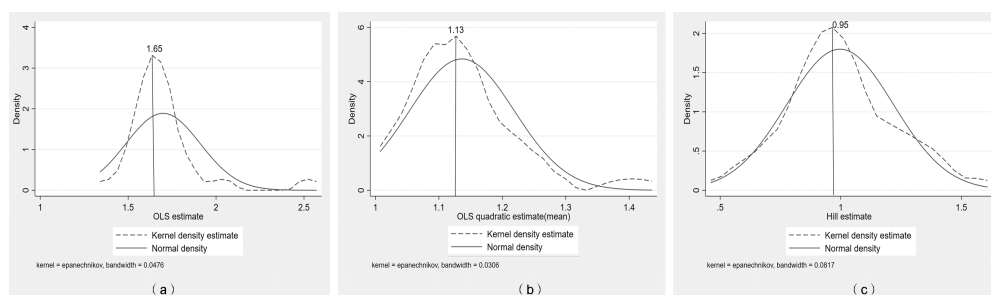 4
1.65
3
Density
2
1
0
1
1.5
2
2.5
OLS estimate
Kernel density estimate
Normal density
kernel = epanechnikov, bandwidth = 0.0476
(a)
6
1.13
4
Density
2
0
1
1.1
1.2
1.3
1.4
OLS quadratic estimate(mean)
Kernel density estimate
Normal density
kernel = epanechnikov, bandwidth = 0.0306
(b)
2
0.95
1.5
Density
1
.5
0
.5
1
1.5
Hill estimate
Kernel density estimate
Normal density
kernel = epanechnikov, bandwidth = 0.0817
(c)